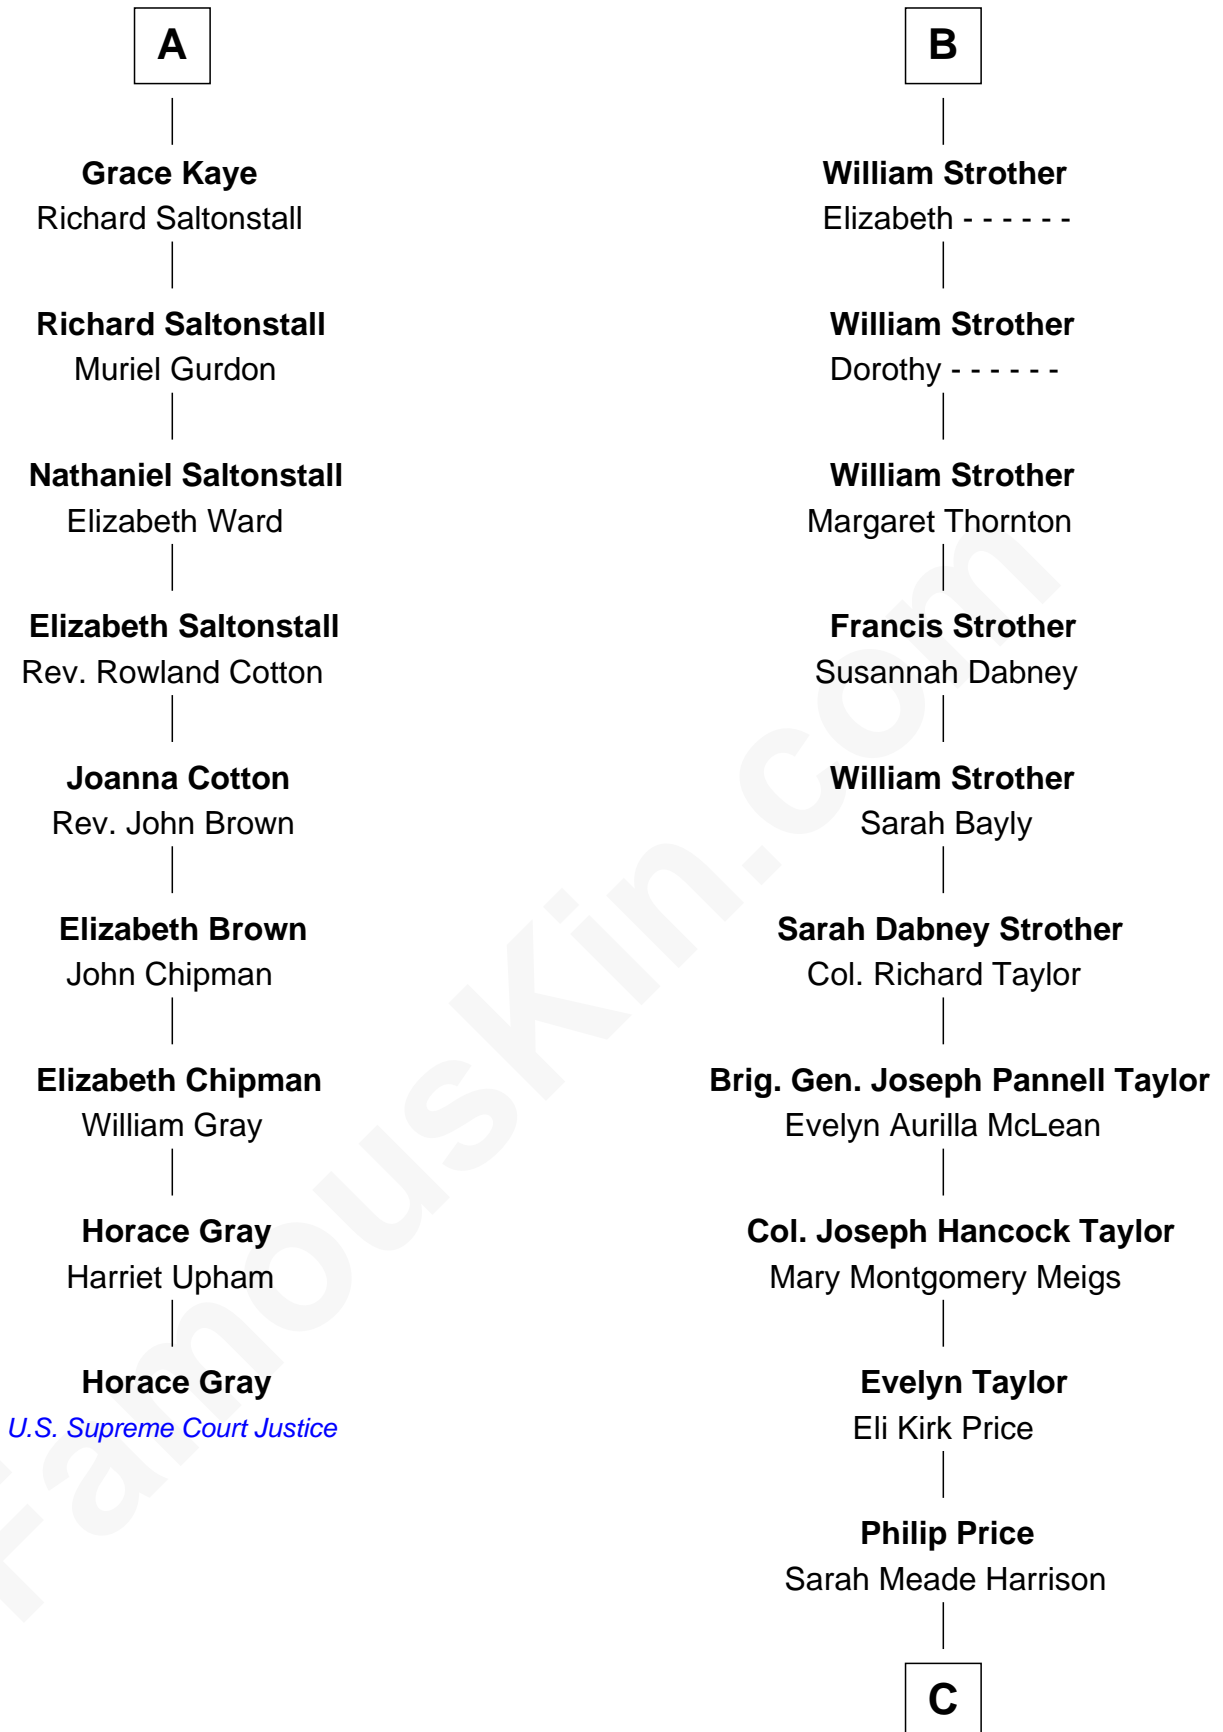 A
Grace Kaye
Richard Saltonstall
Richard Saltonstall
Muriel Gurdon
Nathaniel Saltonstall
Elizabeth Ward
Elizabeth Saltonstall
Rev. Rowland Cotton
Joanna Cotton
Rev. John Brown
Elizabeth Brown
John Chipman
Elizabeth Chipman
William Gray
Horace Gray
Harriet Upham
Horace Gray
U.S. Supreme Court Justice
B
William Strother
Elizabeth - - - - - -
William Strother
Dorothy - - - - - -
William Strother
Margaret Thornton
Francis Strother
Susannah Dabney
William Strother
Sarah Bayly
Sarah Dabney Strother
Col. Richard Taylor
Brig. Gen. Joseph Pannell Taylor
Evelyn Aurilla McLean
Col. Joseph Hancock Taylor
Mary Montgomery Meigs
Evelyn Taylor
Eli Kirk Price
Philip Price
Sarah Meade Harrison
C
FamousKin.com